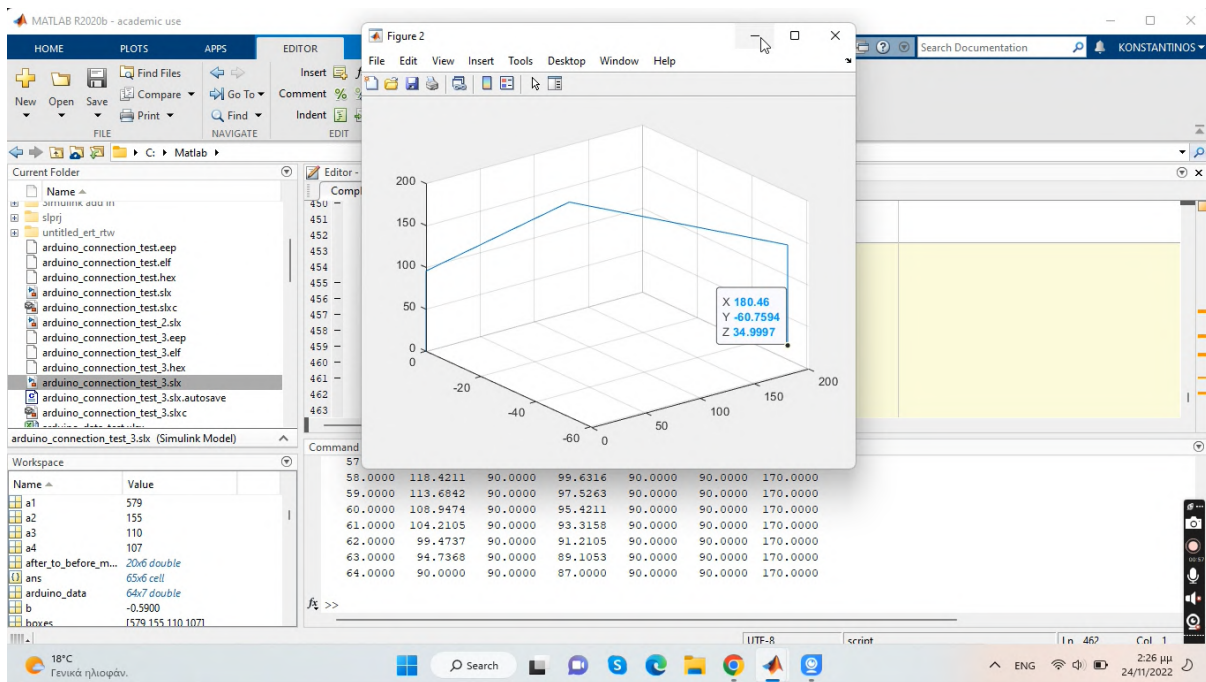 MATLAB R2020b - academic use
HOME PLOTS APPS EDITOR
Search Documentation
KONSTANTINOS
New Open Save
Find Files
Compare
Print
FILE
Go To
Find
NAVIGATE
Insert
Comment %
Indent
EDIT
C: Matlab
Current Folder
Name
slprj
untitled_ert_rtw
arduino_connection_test.eep
arduino_connection_test.elf
arduino_connection_test.hex
arduino_connection_test.slx
arduino_connection_test.slxc
arduino_connection_test_2.slx
arduino_connection_test_3.eep
arduino_connection_test_3.elf
arduino_connection_test_3.hex
arduino_connection_test_3.slx
arduino_connection_test_3.slx.autosave
arduino_connection_test_3.slxc
arduino_connection_test_3.slx (Simulink Model)
Workspace
Name Value
a1 579
a2 155
a3 110
a4 107
after_to_before_m... 20x6 double
ans 65x6 cell
arduino_data 64x7 double
b -0.5900
boxes [579 155 110 107]
Editor -
Compl
450 –
451
452
453
454
455 –
456 –
457 –
458 –
459 –
460 –
461 –
462
463
Figure 2
File Edit View Insert Tools Desktop Window Help
200
150
100
50
0
0
-20
-40
-60
0
50
100
150
200
X 180.46
Y -60.7594
Z 34.9997
Command
57
58.0000 118.4211 90.0000 99.6316 90.0000 90.0000 170.0000
59.0000 113.6842 90.0000 97.5263 90.0000 90.0000 170.0000
60.0000 108.9474 90.0000 95.4211 90.0000 90.0000 170.0000
61.0000 104.2105 90.0000 93.3158 90.0000 90.0000 170.0000
62.0000 99.4737 90.0000 91.2105 90.0000 90.0000 170.0000
63.0000 94.7368 90.0000 89.1053 90.0000 90.0000 170.0000
64.0000 90.0000 90.0000 87.0000 90.0000 90.0000 170.0000
fx >>
UTF-8 script Ln 462 Col 1
00:57
18°C
Γενικά ηλιοφάν.
Search
ENG
2:26 μμ
24/11/2022